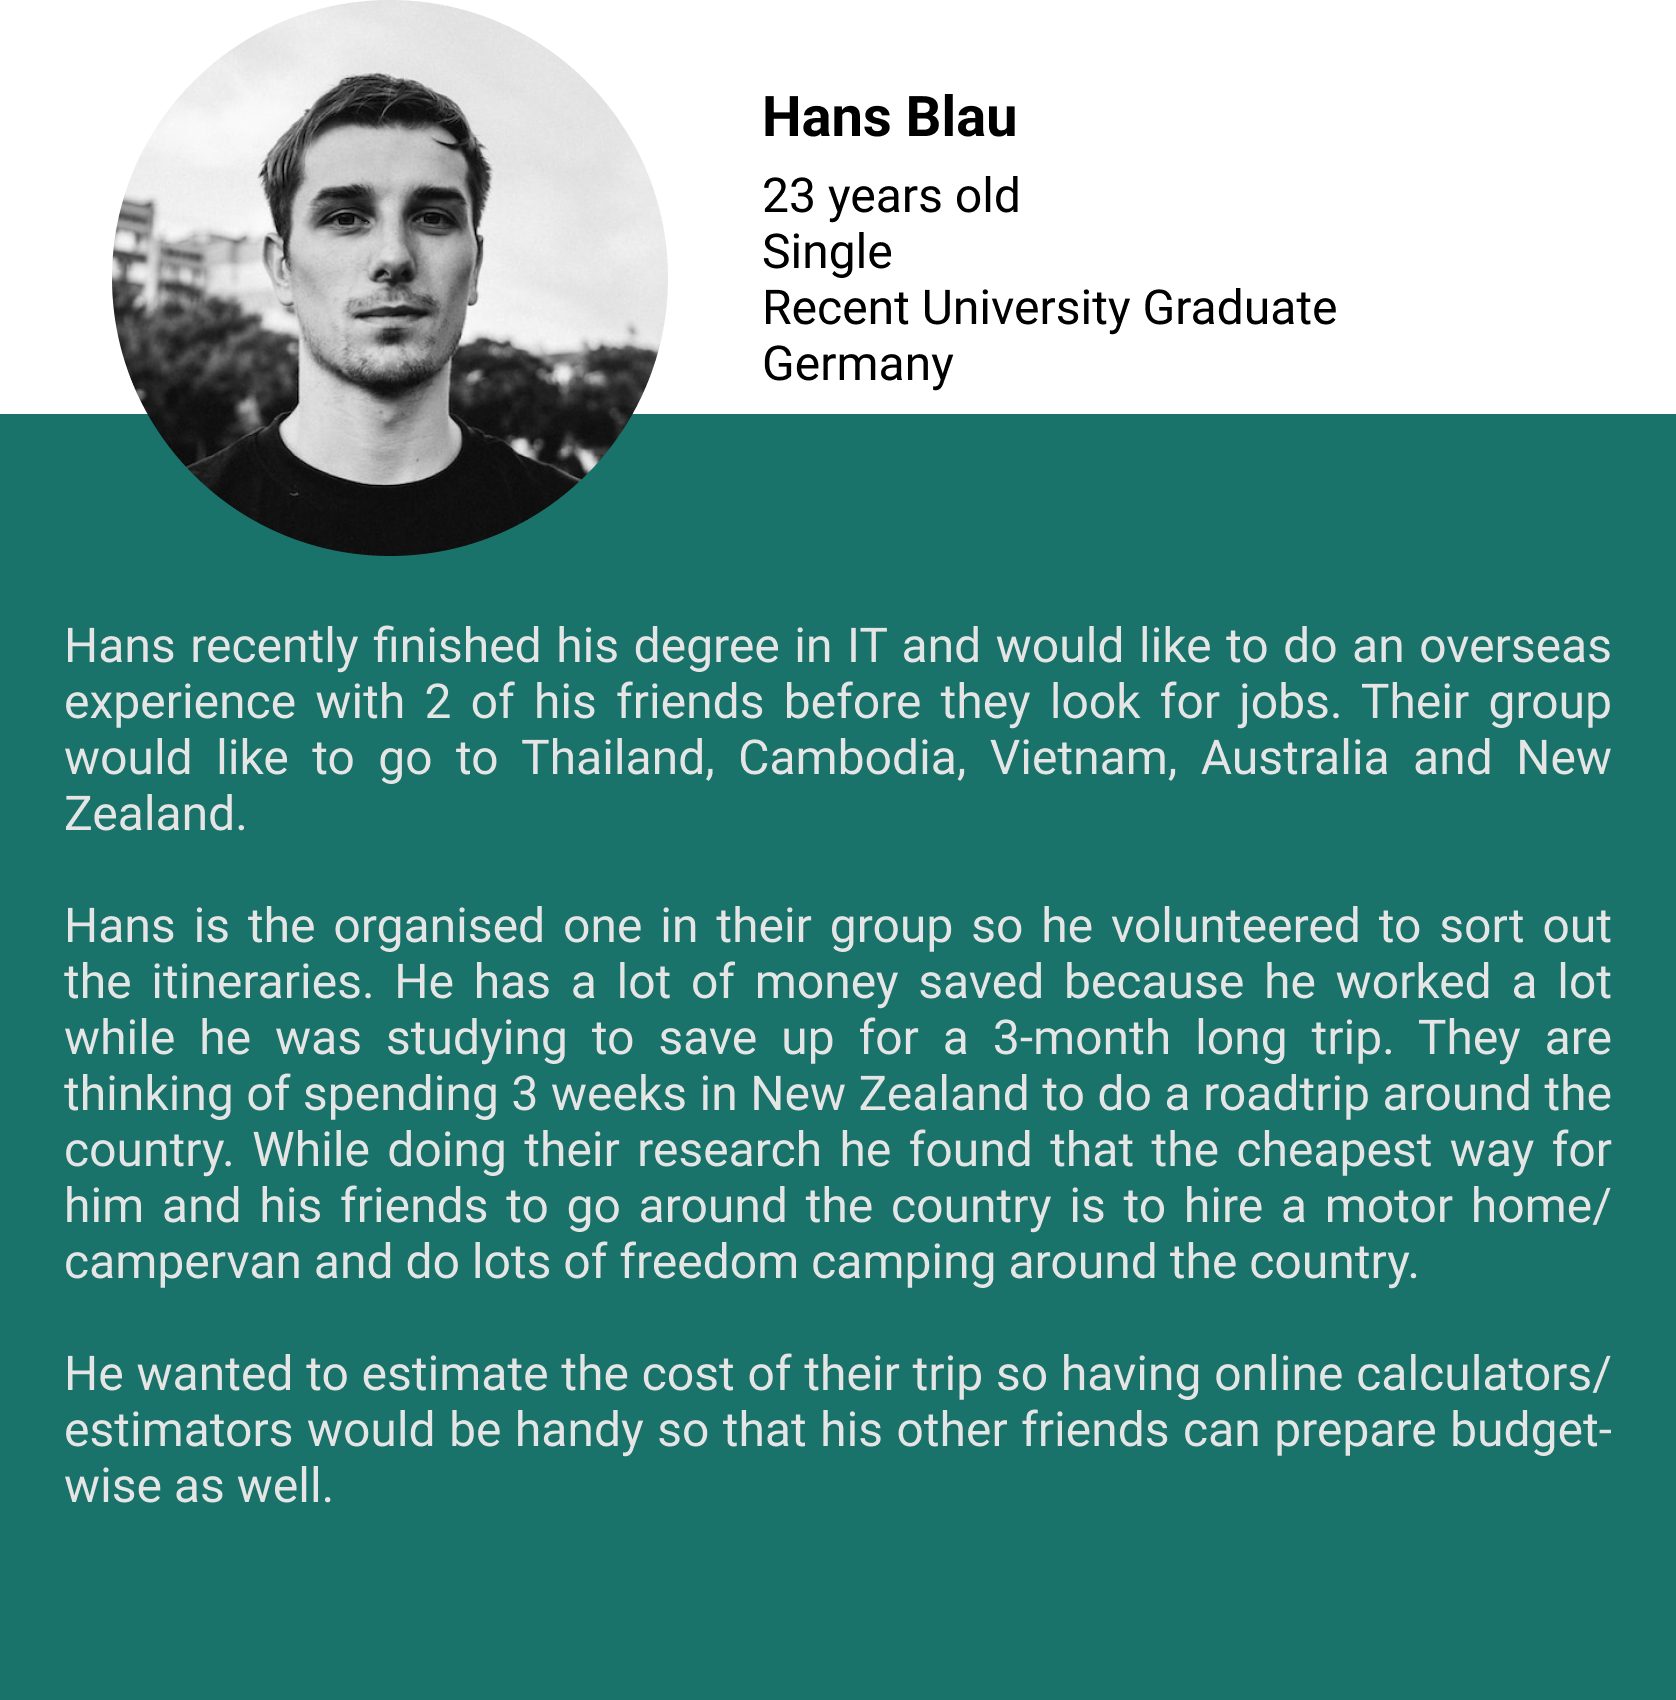 Hans Blau
23 years old
Single
Recent University Graduate
Germany
Hans recently finished his degree in IT and would like to do an overseas
experience with 2 of his friends before they look for jobs. Their group
would like to go to Thailand, Cambodia, Vietnam, Australia and New
Zealand.
Hans is the organised one in their group so he volunteered to sort out
the itineraries. He has a lot of money saved because he worked a lot
while he was studying to save up for a 3-month long trip. They are
thinking of spending 3 weeks in New Zealand to do a roadtrip around the
country. While doing their research he found that the cheapest way for
him and his friends to go around the country is to hire a motor home/
campervan and do lots of freedom camping around the country.
He wanted to estimate the cost of their trip so having online calculators/
estimators would be handy so that his other friends can prepare budget-
wise as well.